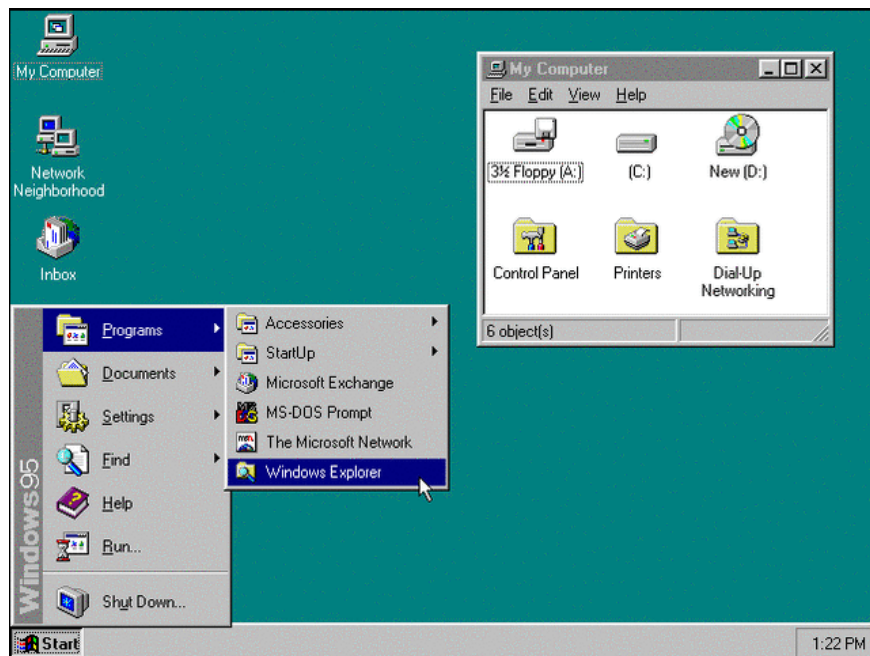 My Computer
Network
Neighborhood
Inbox
My Computer
File Edit View Help
3½ Floppy (A:)
(C:)
New (D:)
Control Panel
Printers
Dial-Up
Networking
6 object(s)
Windows95
Programs
Documents
Settings
Find
Help
Run...
Shut Down...
Accessories
StartUp
Microsoft Exchange
MS-DOS Prompt
The Microsoft Network
Windows Explorer
Start
1:22 PM